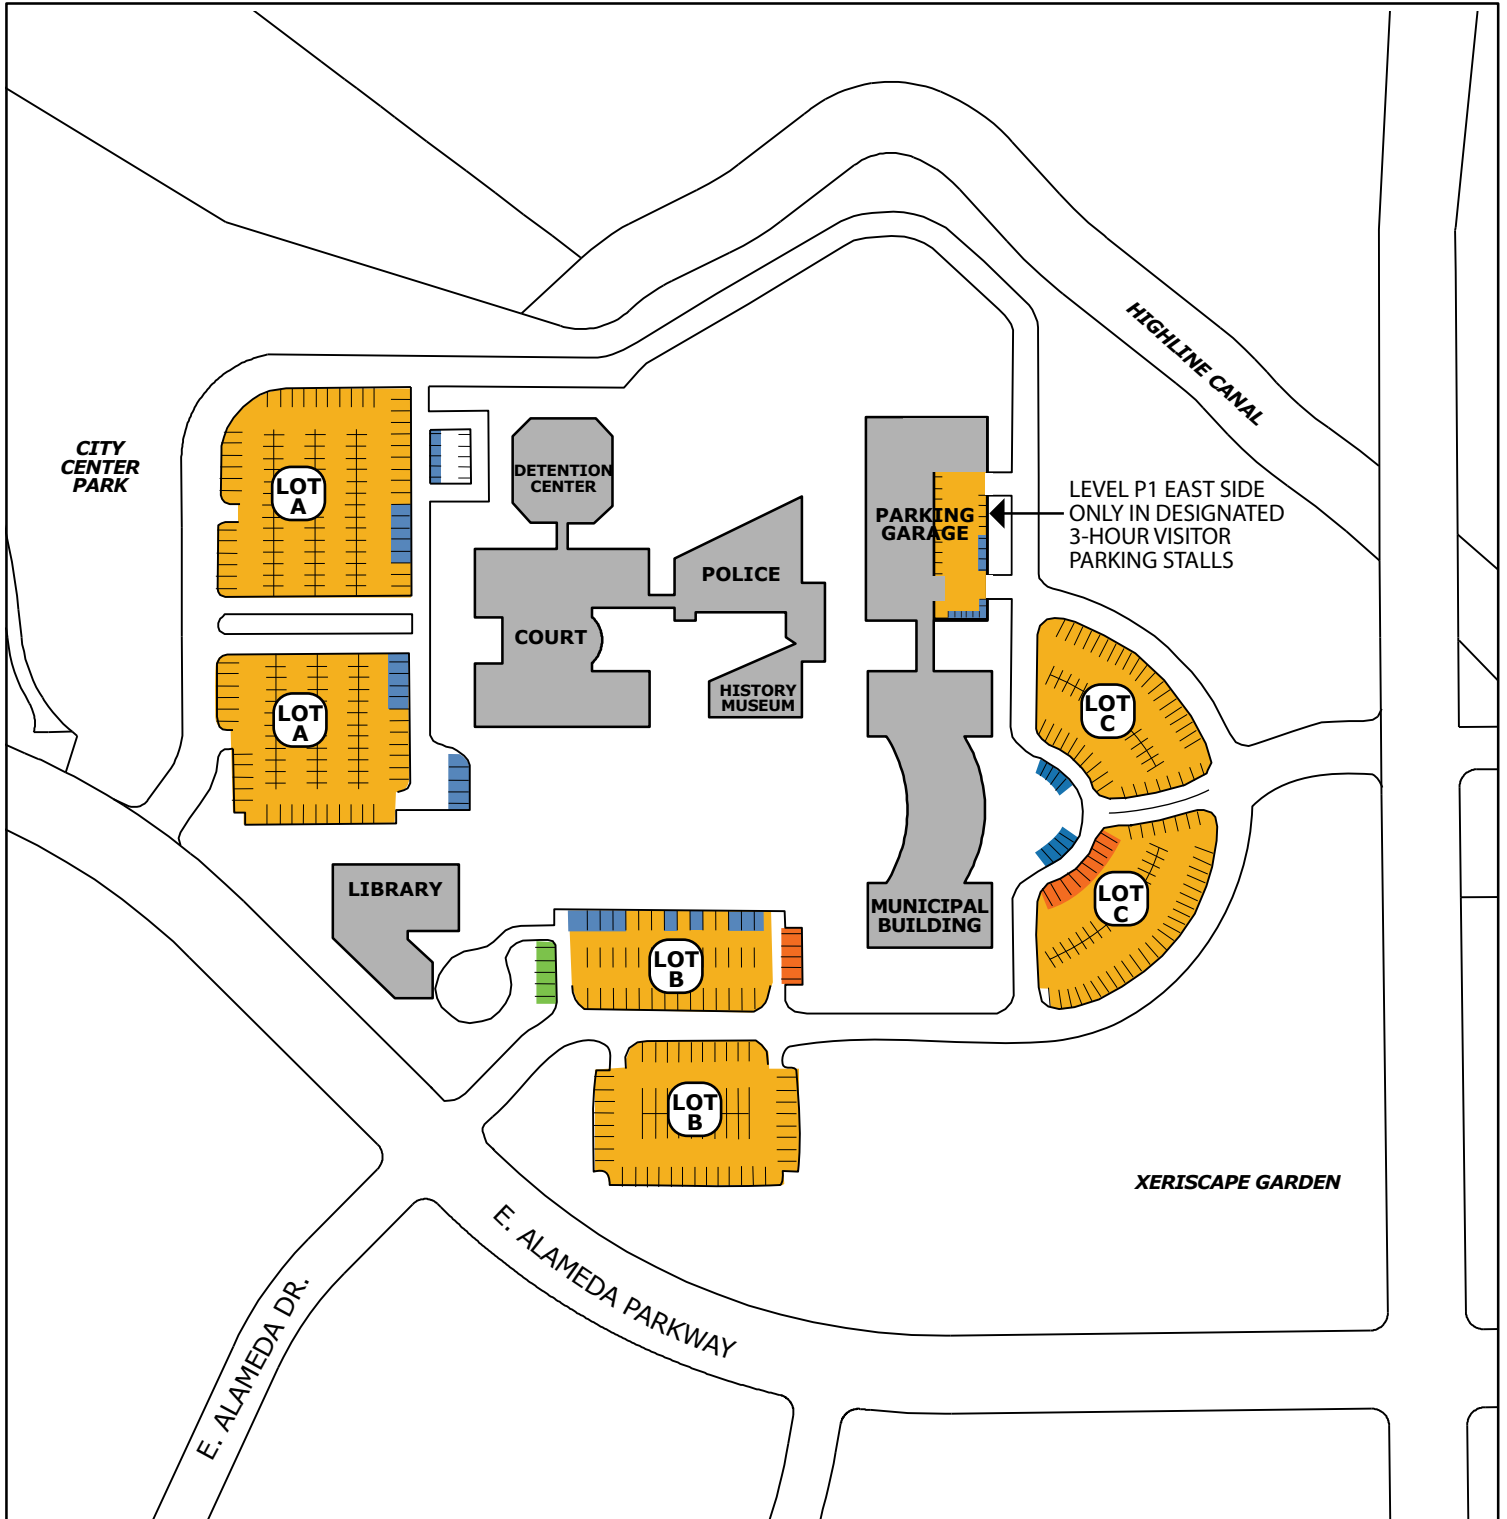 HIGHLINE CANAL
CITY
CENTER
PARK
LOT
A
DETENTION
CENTER
LEVEL P1 EAST SIDE
ONLY IN DESIGNATED
3-HOUR VISITOR
PARKING STALLS
PARKING
GARAGE
POLICE
COURT
HISTORY
MUSEUM
LOT
A
LOT
C
LIBRARY
MUNICIPAL
BUILDING
LOT
C
LOT
B
LOT
B
XERISCAPE GARDEN
E. ALAMEDA PARKWAY
E. ALAMEDA DR.